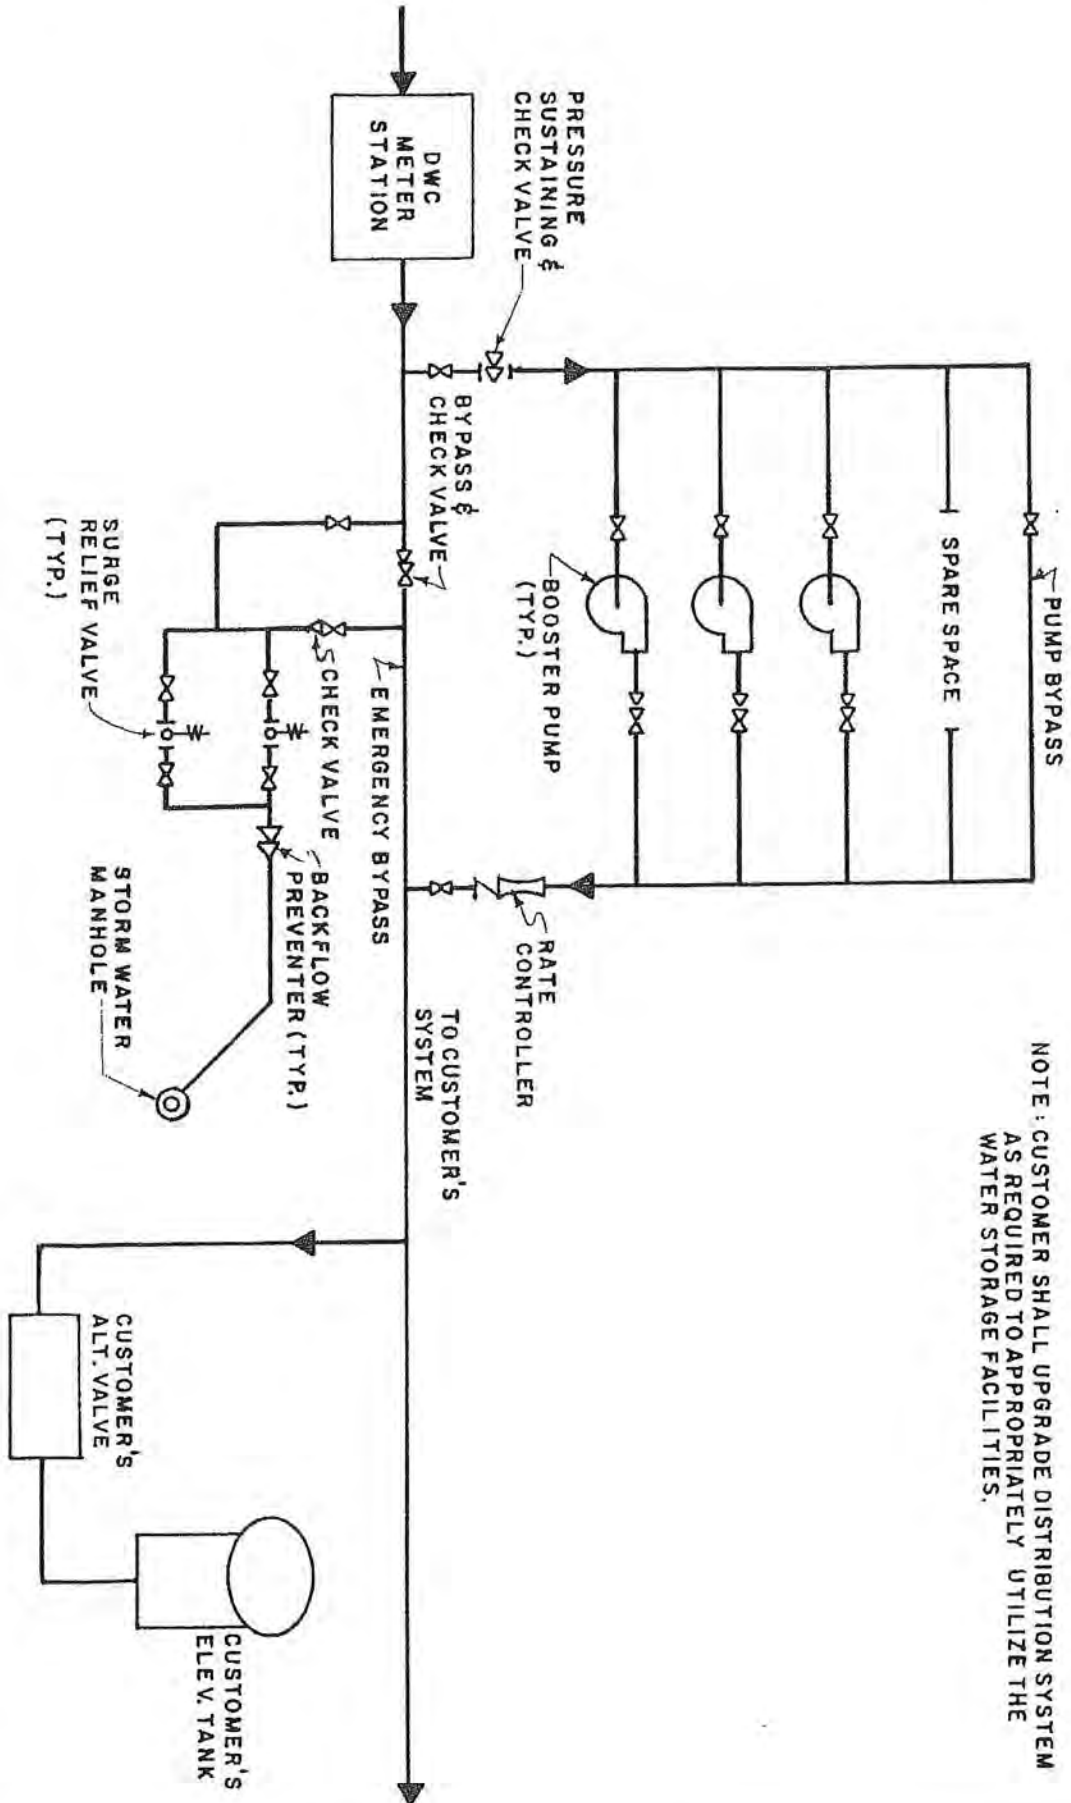 NOTE: CUSTOMER SHALL UPGRADE DISTRIBUTION SYSTEM
AS REQUIRED TO APPROPRIATELY UTILIZE THE
WATER STORAGE FACILITIES.
PUMP BYPASS
SPARE SPACE
BOOSTER PUMP
(TYP.)
PRESSURE
SUSTAINING &
CHECK VALVE
RATE
CONTROLLER
DWC
METER
STATION
BYPASS &
CHECK VALVE
TO CUSTOMER'S
SYSTEM
EMERGENCY BYPASS
CHECK VALVE
BACKFLOW
PREVENTER (TYP.)
SURGE
RELIEF VALVE
(TYP.)
STORM WATER
MANHOLE
CUSTOMER'S
ALT. VALVE
CUSTOMER'S
ELEV. TANK